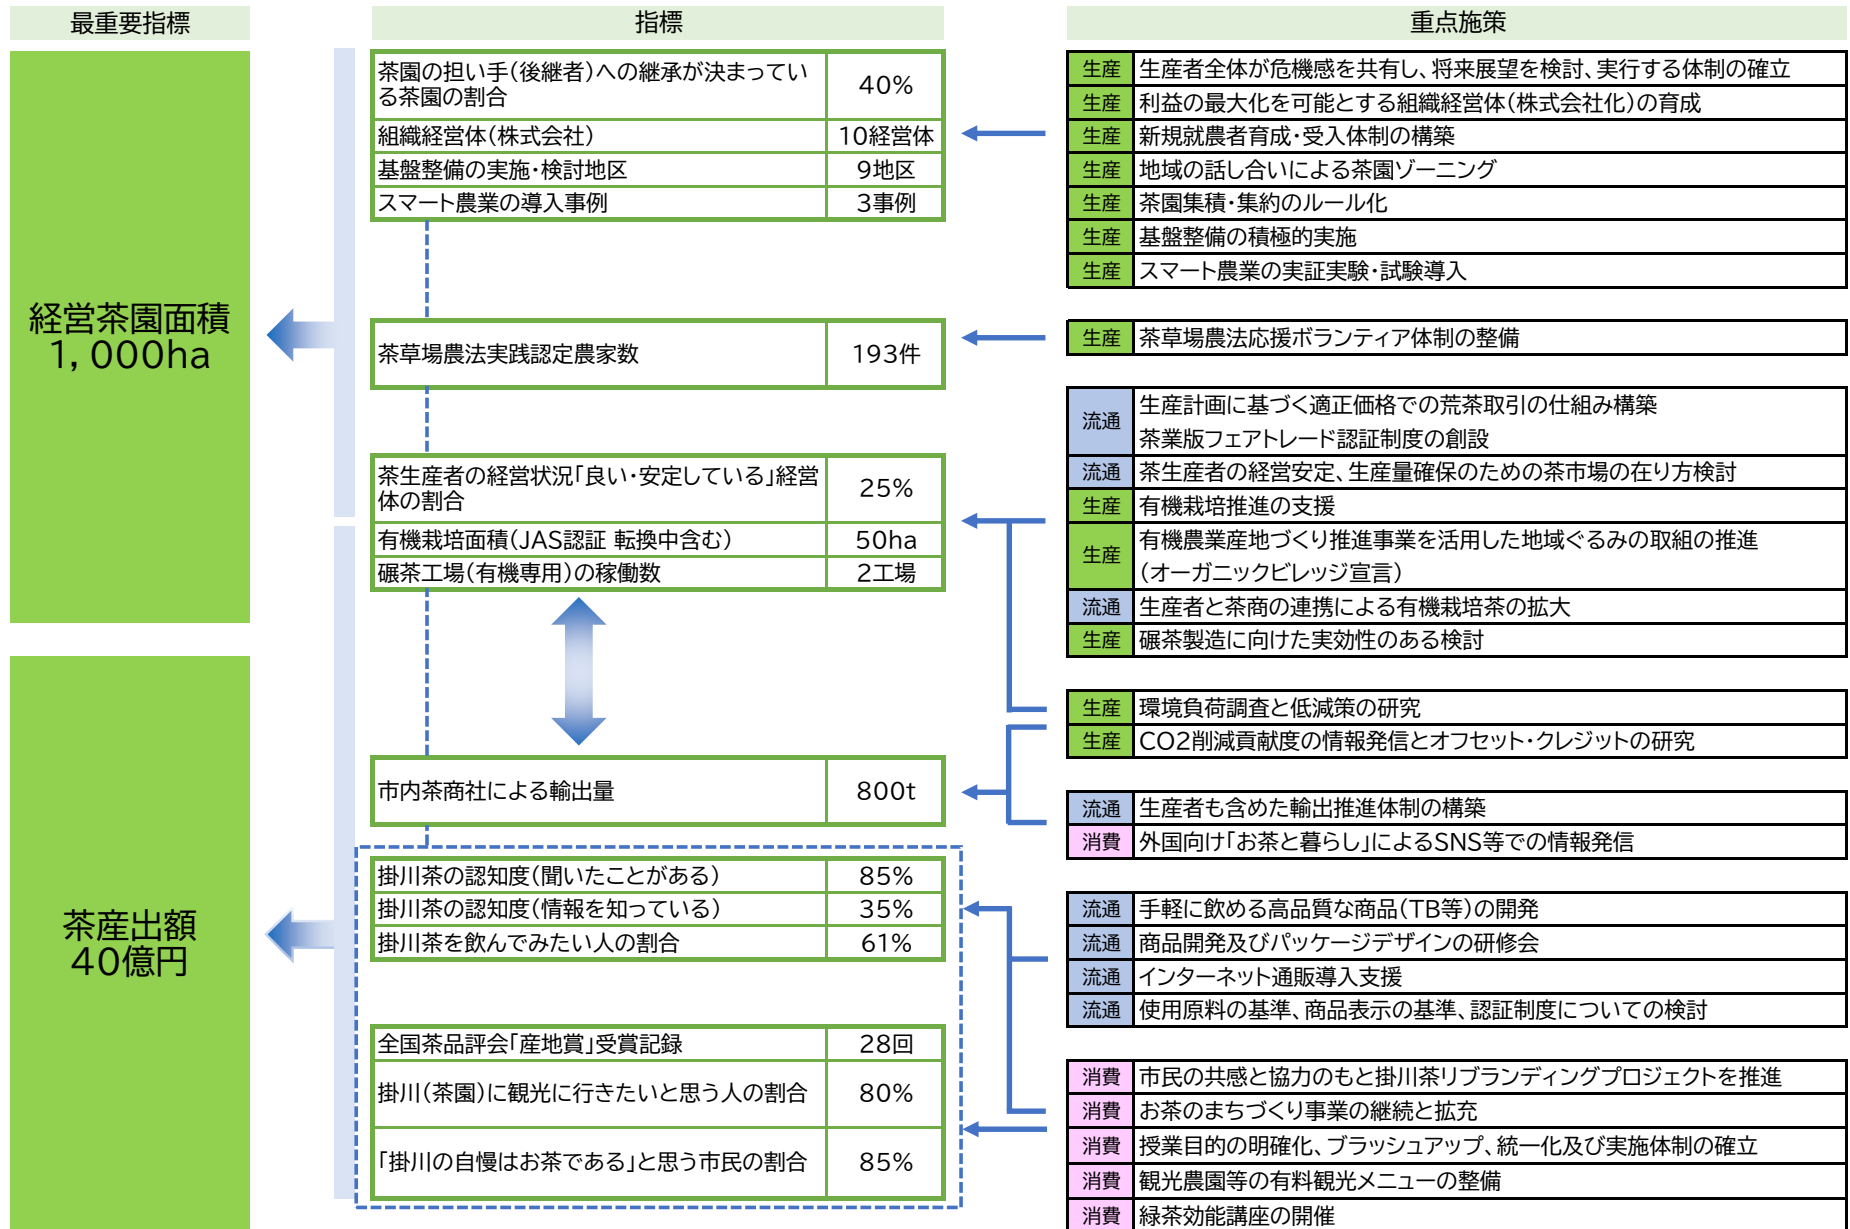 最重要指標
指標
重点施策
経営茶園面積
1,000ha
茶産出額
40億円
茶園の担い手(後継者)への継承が決まってい
る茶園の割合
40%
組織経営体(株式会社)
10経営体
基盤整備の実施・検討地区
9地区
スマート農業の導入事例
3事例
茶草場農法実践認定農家数
193件
茶生産者の経営状況「良い・安定している」経営
体の割合
25%
有機栽培面積(JAS認証 転換中含む)
50ha
碾茶工場(有機専用)の稼働数
2工場
市内茶商社による輸出量
800t
掛川茶の認知度(聞いたことがある)
85%
掛川茶の認知度(情報を知っている)
35%
掛川茶を飲んでみたい人の割合
61%
全国茶品評会「産地賞」受賞記録
28回
掛川(茶園)に観光に行きたいと思う人の割合
80%
「掛川の自慢はお茶である」と思う市民の割合
85%
生産 生産者全体が危機感を共有し、将来展望を検討、実行する体制の確立
生産 利益の最大化を可能とする組織経営体(株式会社化)の育成
生産 新規就農者育成・受入体制の構築
生産 地域の話し合いによる茶園ゾーニング
生産 茶園集積・集約のルール化
生産 基盤整備の積極的実施
生産 スマート農業の実証実験・試験導入
生産 茶草場農法応援ボランティア体制の整備
流通 生産計画に基づく適正価格での荒茶取引の仕組み構築
茶業版フェアトレード認証制度の創設
流通 茶生産者の経営安定、生産量確保のための茶市場の在り方検討
生産 有機栽培推進の支援
生産 有機農業産地づくり推進事業を活用した地域ぐるみの取組の推進
(オーガニックビレッジ宣言)
流通 生産者と茶商の連携による有機栽培茶の拡大
生産 碾茶製造に向けた実効性のある検討
生産 環境負荷調査と低減策の研究
生産 CO2削減貢献度の情報発信とオフセット・クレジットの研究
流通 生産者も含めた輸出推進体制の構築
消費 外国向け「お茶と暮らし」によるSNS等での情報発信
流通 手軽に飲める高品質な商品(TB等)の開発
流通 商品開発及びパッケージデザインの研修会
流通 インターネット通販導入支援
流通 使用原料の基準、商品表示の基準、認証制度についての検討
消費 市民の共感と協力のもと掛川茶リブランディングプロジェクトを推進
消費 お茶のまちづくり事業の継続と拡充
消費 授業目的の明確化、ブラッシュアップ、統一化及び実施体制の確立
消費 観光農園等の有料観光メニューの整備
消費 緑茶効能講座の開催